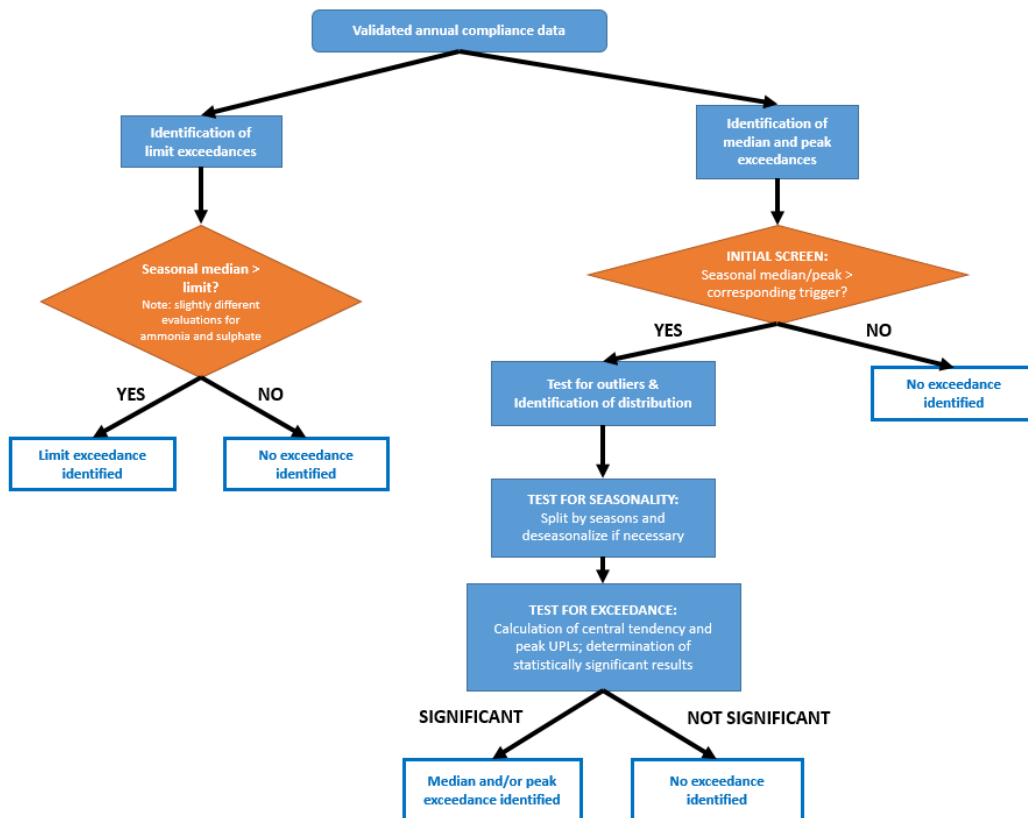 Validated annual compliance data
Identification of
limit exceedances
Identification of
median and peak
exceedances
Seasonal median >
limit?
Note: slightly different
evaluations for
ammonia and sulphate
INITIAL SCREEN:
Seasonal median/peak >
corresponding trigger?
YES
NO
YES
NO
Limit exceedance
identified
No exceedance
identified
Test for outliers &
Identification of distribution
No exceedance
identified
TEST FOR SEASONALITY:
Split by seasons and
deseasonalize if necessary
TEST FOR EXCEEDANCE:
Calculation of central tendency and
peak UPLs; determination of
statistically significant results
SIGNIFICANT
NOT SIGNIFICANT
Median and/or peak
exceedance identified
No exceedance
identified